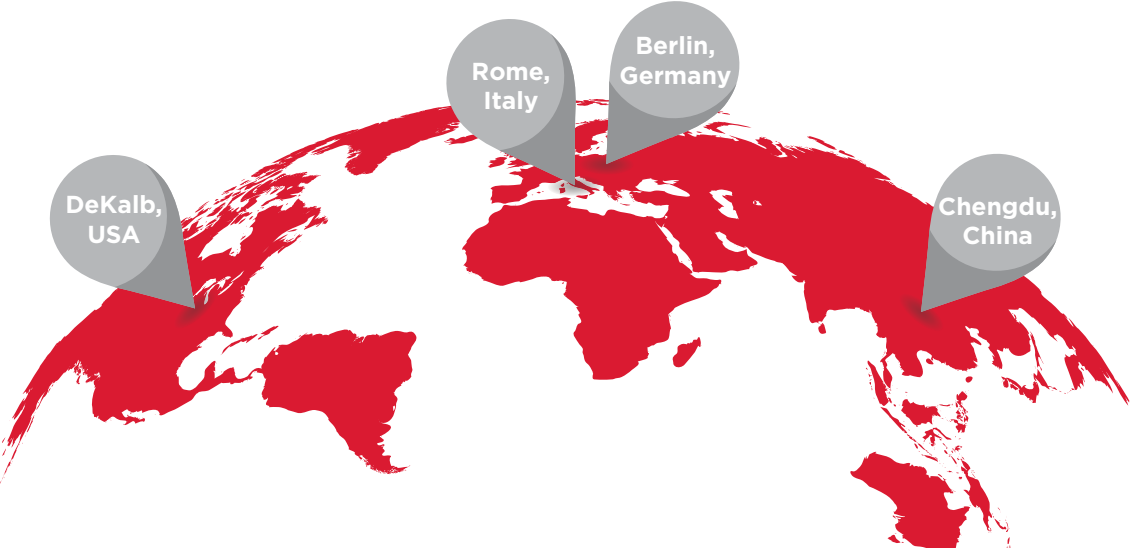 DeKalb,
USA
Rome,
Italy
Berlin,
Germany
Chengdu,
China